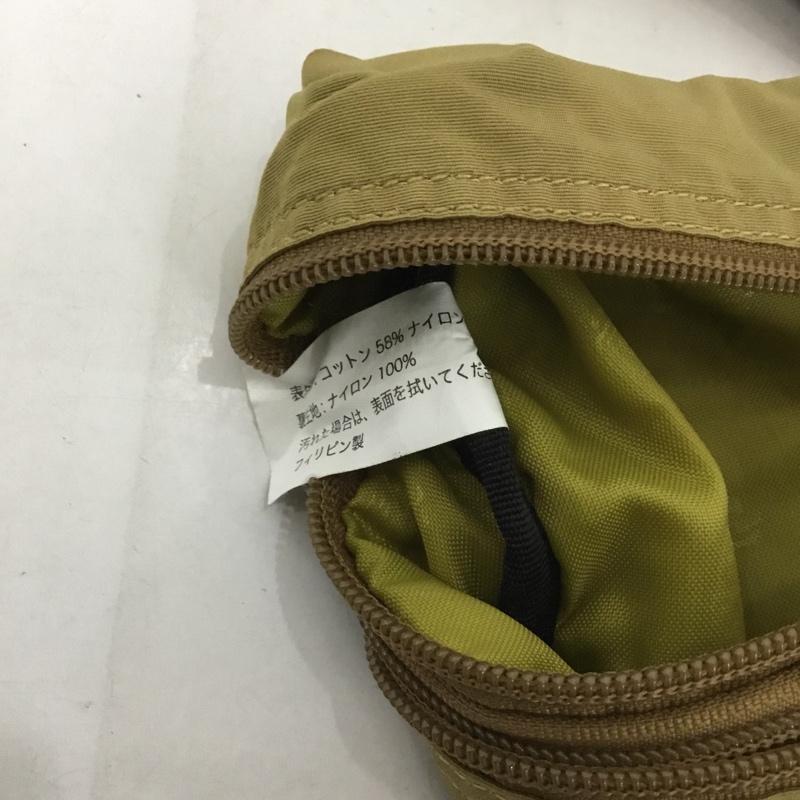 表地:コットン 58% ナイロン
裏地:ナイロン 100%
汚れた場合は、表面を拭いてくださ
フィリピン製